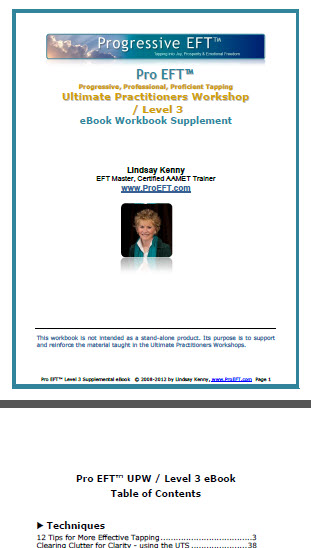 Progressive EFT™
Tapping into Joy, Prosperity & Emotional Freedom
Pro EFT™
Progressive, Professional, Proficient Tapping
Ultimate Practitioners Workshop
/ Level 3
eBook Workbook Supplement
Lindsay Kenny
EFT Master, Certified AAMET Trainer
www.ProEFT.com
This workbook is not intended as a stand-alone product. Its purpose is to support
and reinforce the material taught in the Ultimate Practitioners Workshops.
Pro EFT™ Level 3 Supplemental eBook © 2008-2012 by Lindsay Kenny, www.ProEFT.com Page 1
Pro EFT™ UPW / Level 3 eBook
Table of Contents
▶ Techniques
12 Tips for More Effective Tapping...................................3
Clearing Clutter for Clarity - using the UTS ......................38